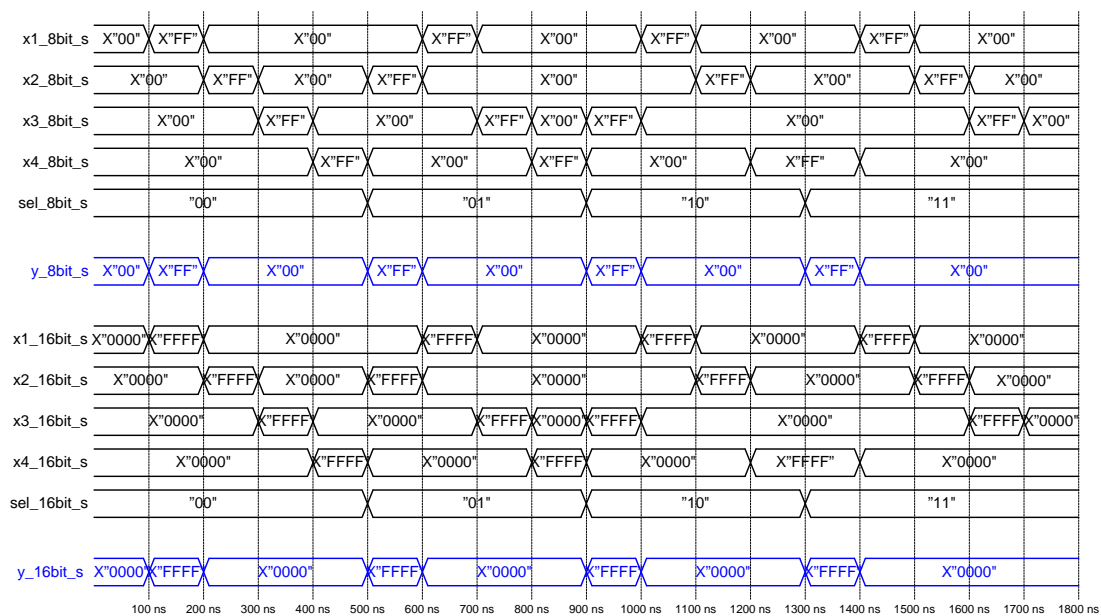 x1_8bit_s X"00" X"FF" X"00" X"FF" X"00" X"FF" X"00" X"FF" X"00"
x2_8bit_s X"00" X"FF" X"00" X"FF" X"00" X"FF" X"00" X"FF" X"00"
x3_8bit_s X"00" X"FF" X"00" X"FF" X"00" X"FF" X"00" X"FF" X"00"
x4_8bit_s X"00" X"FF" X"00" X"FF" X"00" X"FF" X"00"
sel_8bit_s "00" "01" "10" "11"
y_8bit_s X"00" X"FF" X"00" X"FF" X"00" X"FF" X"00" X"FF" X"00"
x1_16bit_s X"0000" X"FFFF" X"0000" X"FFFF" X"0000" X"FFFF" X"0000" X"FFFF" X"0000"
x2_16bit_s X"0000" X"FFFF" X"0000" X"FFFF" X"0000" X"FFFF" X"0000" X"FFFF" X"0000"
x3_16bit_s X"0000" X"FFFF" X"0000" X"FFFF" X"0000" X"FFFF" X"0000" X"FFFF" X"0000"
x4_16bit_s X"0000" X"FFFF" X"0000" X"FFFF" X"0000" X"FFFF" X"0000"
sel_16bit_s "00" "01" "10" "11"
y_16bit_s X"0000" X"FFFF" X"0000" X"FFFF" X"0000" X"FFFF" X"0000" X"FFFF" X"0000"
100 ns 200 ns 300 ns 400 ns 500 ns 600 ns 700 ns 800 ns 900 ns 1000 ns 1100 ns 1200 ns 1300 ns 1400 ns 1500 ns 1600 ns 1700 ns 1800 ns